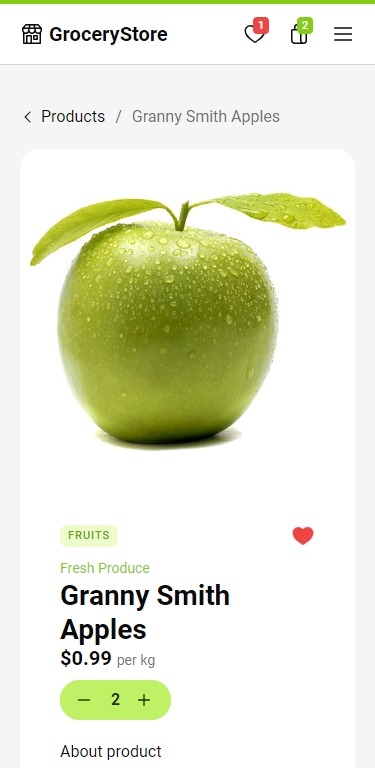 GroceryStore
1
2
Products / Granny Smith Apples
FRUITS
Fresh Produce
Granny Smith
Apples
$0.99 per kg
2
About product